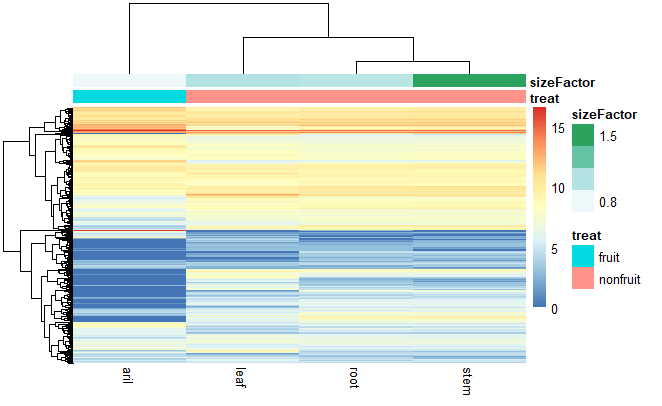 sizeFactor
treat
sizeFactor
1.5
0.8
treat
fruit
nonfruit
15
10
5
0
aril
leaf
root
stem